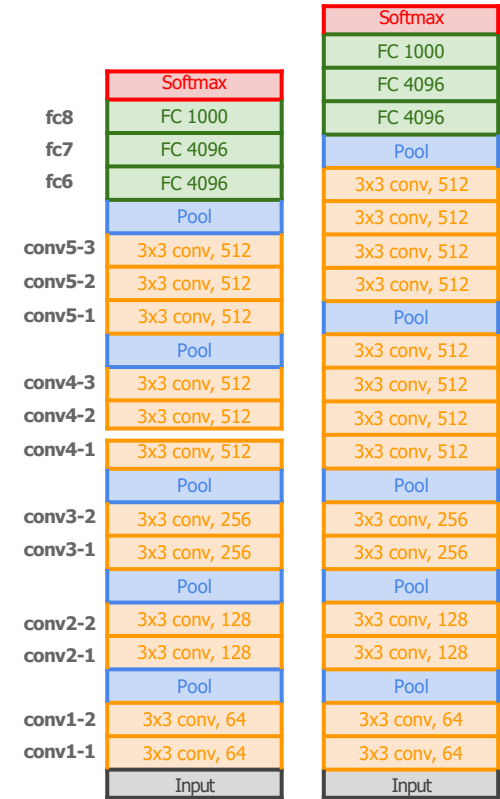 Softmax
FC 1000
FC 4096
FC 4096
Pool
3x3 conv, 512
3x3 conv, 512
3x3 conv, 512
3x3 conv, 512
Pool
3x3 conv, 512
3x3 conv, 512
3x3 conv, 512
3x3 conv, 512
Pool
3x3 conv, 256
3x3 conv, 256
Pool
3x3 conv, 128
3x3 conv, 128
Pool
3x3 conv, 64
3x3 conv, 64
Input
Softmax
fc8 FC 1000
fc7 FC 4096
fc6 FC 4096
Pool
conv5-3 3x3 conv, 512
conv5-2 3x3 conv, 512
conv5-1 3x3 conv, 512
Pool
conv4-3 3x3 conv, 512
conv4-2 3x3 conv, 512
conv4-1 3x3 conv, 512
Pool
conv3-2 3x3 conv, 256
conv3-1 3x3 conv, 256
Pool
conv2-2 3x3 conv, 128
conv2-1 3x3 conv, 128
Pool
conv1-2 3x3 conv, 64
conv1-1 3x3 conv, 64
Input